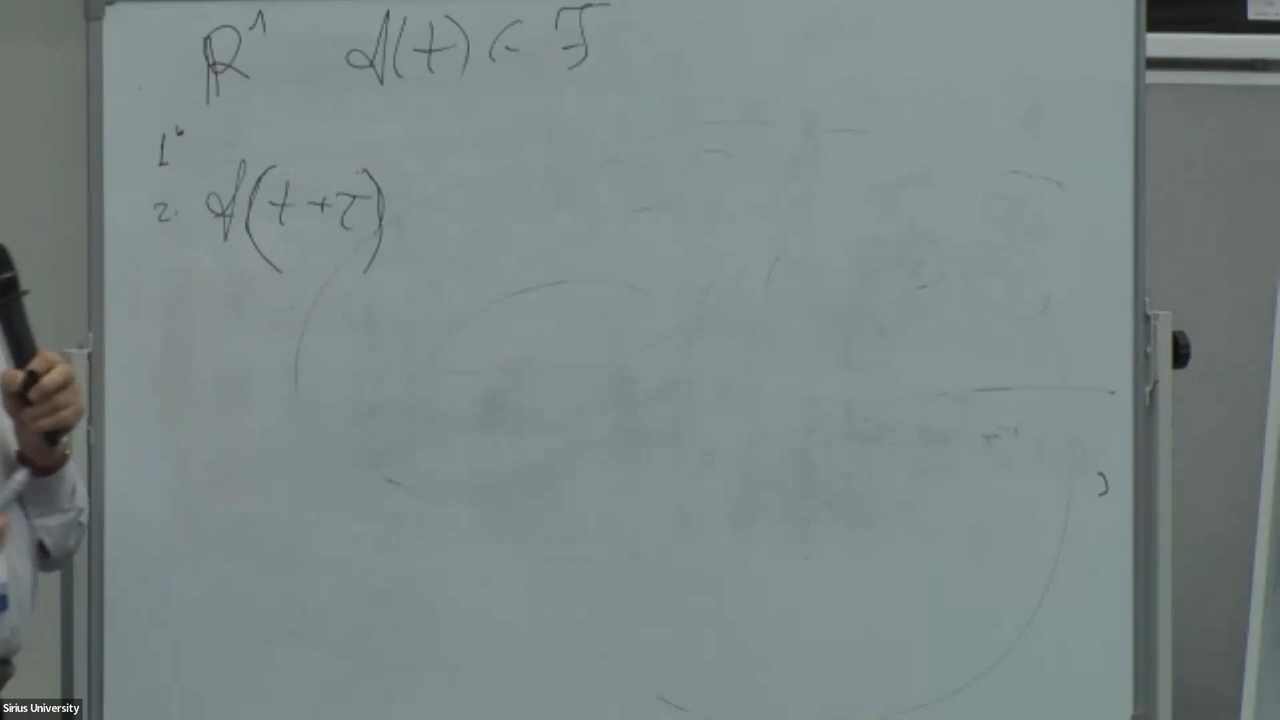 ℝ¹ f(t) ∈ F
1°
2. f(t+τ)
Sirius University